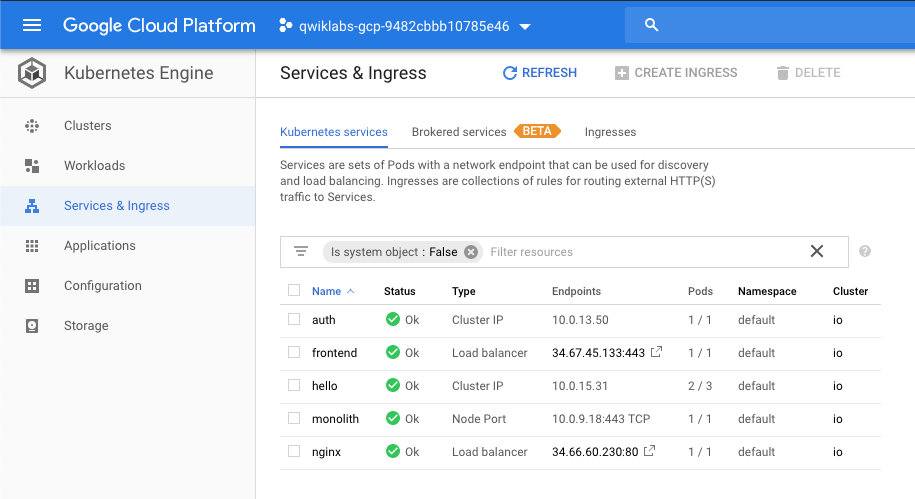 Google Cloud Platform qwiklabs-gcp-9482cbbb10785e46
Kubernetes Engine
Services & Ingress REFRESH CREATE INGRESS DELETE
Clusters
Workloads
Services & Ingress
Applications
Configuration
Storage
Kubernetes services Brokered services BETA Ingresses
Services are sets of Pods with a network endpoint that can be used for discovery
and load balancing. Ingresses are collections of rules for routing external HTTP(S)
traffic to Services.
Is system object : False Filter resources
Name Status Type Endpoints Pods Namespace Cluster
auth Ok Cluster IP 10.0.13.50 1 / 1 default io
frontend Ok Load balancer 34.67.45.133:443 1 / 1 default io
hello Ok Cluster IP 10.0.15.31 2 / 3 default io
monolith Ok Node Port 10.0.9.18:443 TCP 1 / 1 default io
nginx Ok Load balancer 34.66.60.230:80 1 / 1 default io